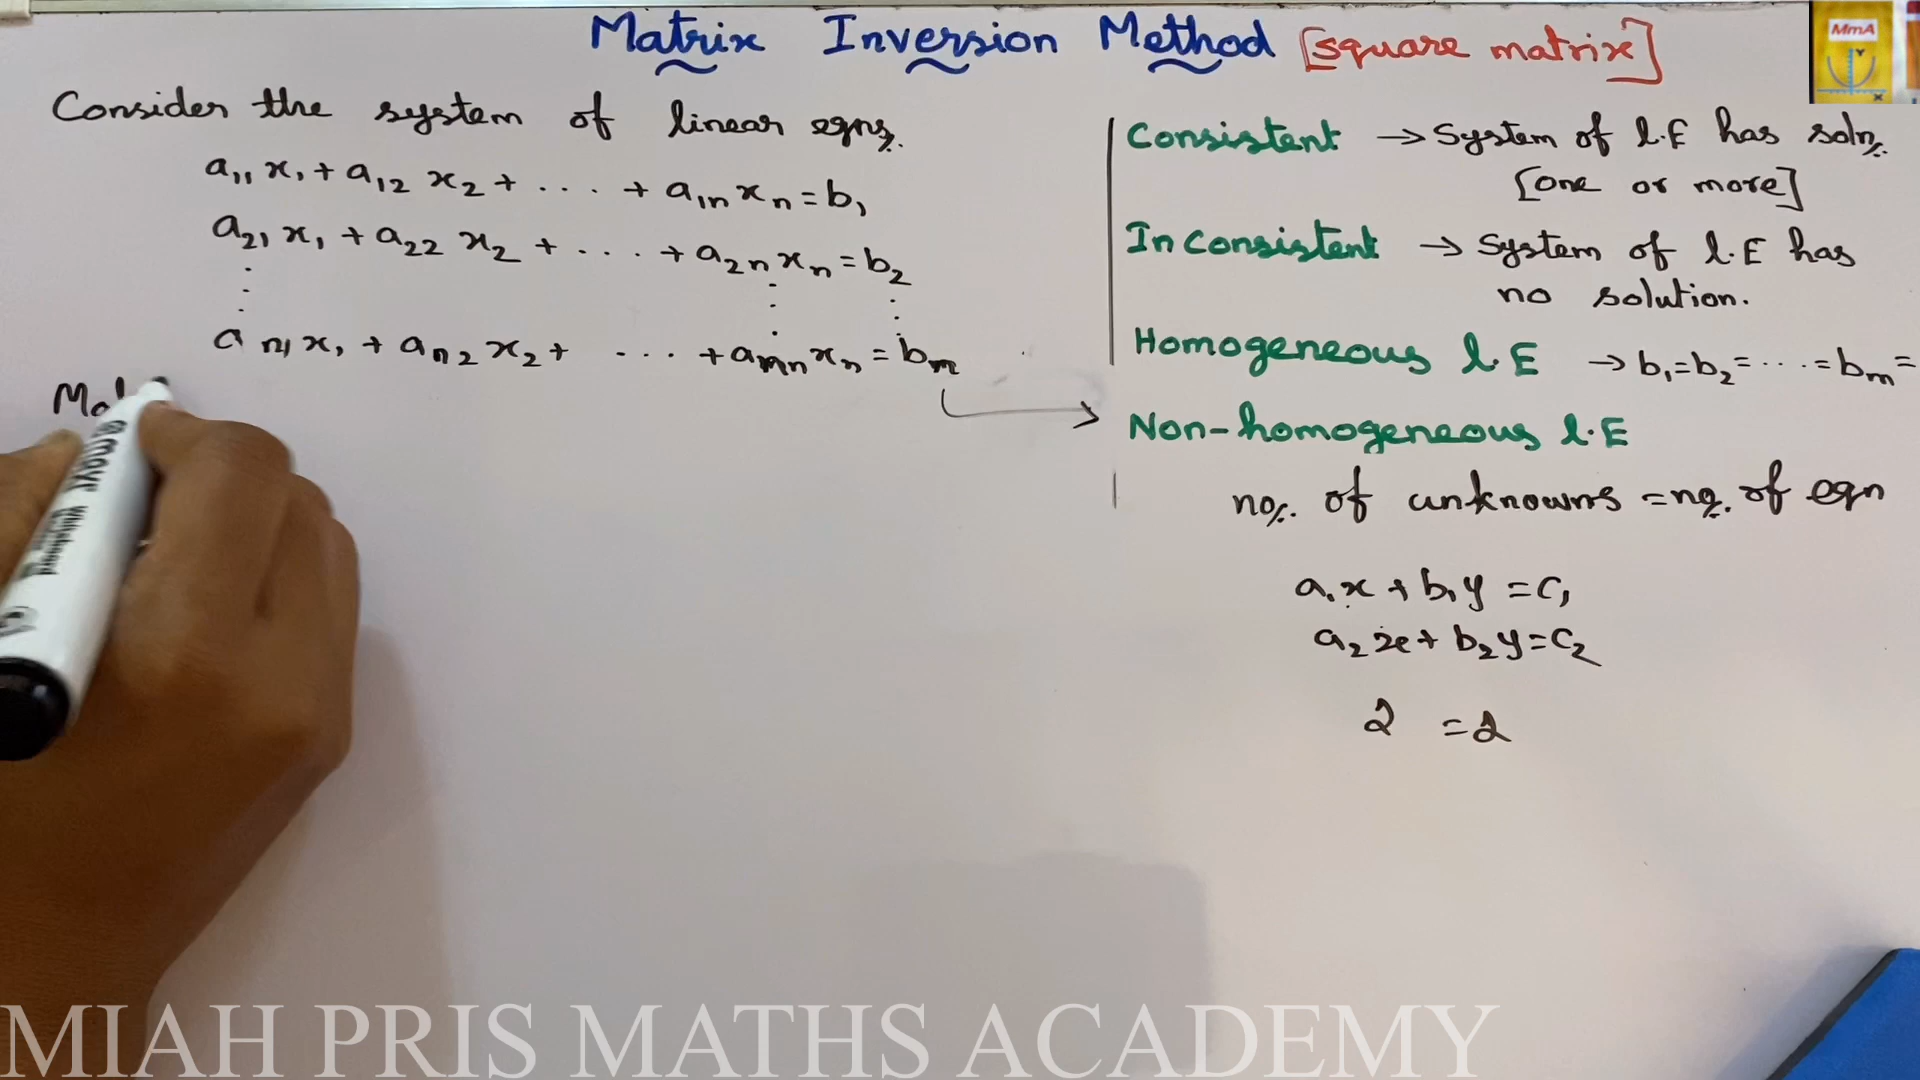 Matrix Inversion Method [square matrix]
MmA
Y
X
Consider the system of linear eqns.
a₁₁ x₁ + a₁₂ x₂ + . . . + a₁ₙ xₙ = b₁
a₂₁ x₁ + a₂₂ x₂ + . . . + a₂ₙ xₙ = b₂
aₙ₁ x₁ + aₙ₂ x₂ + . . . + aₘₙ xₙ = bₘ
Consistent → System of l.E has soln.
[one or more]
Inconsistent → System of l.E has
no solution.
Homogeneous l.E → b₁=b₂= . . . =bₘ=
Non-homogeneous l.E
no. of unknowns = no. of eqn
a₁x + b₁y = c₁
a₂x + b₂y = c₂
2 = 2
MIAH PRIS MATHS ACADEMY